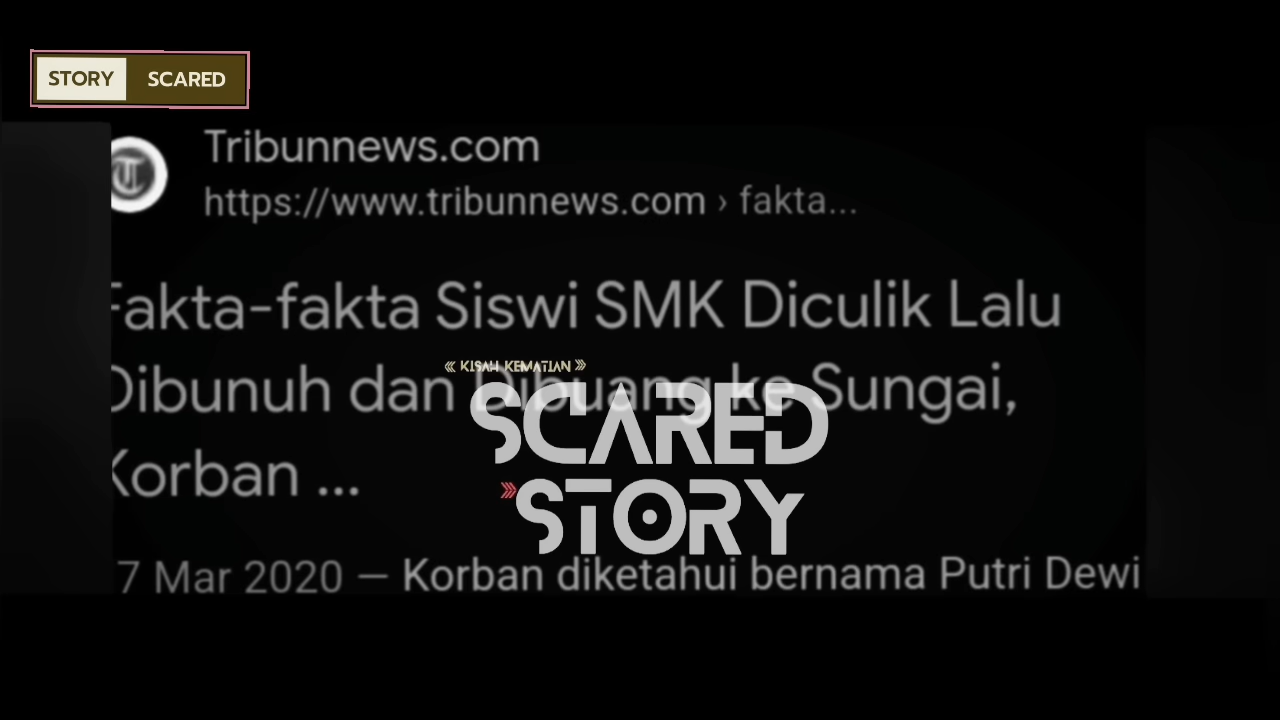 STORY SCARED
Tribunnews.com
https://www.tribunnews.com › fakta...
Fakta-fakta Siswi SMK Diculik Lalu
Dibunuh dan Dibuang ke Sungai,
Korban ...
7 Mar 2020 — Korban diketahui bernama Putri Dewi
« KISAH KEMATIAN »
SCARED
STORY